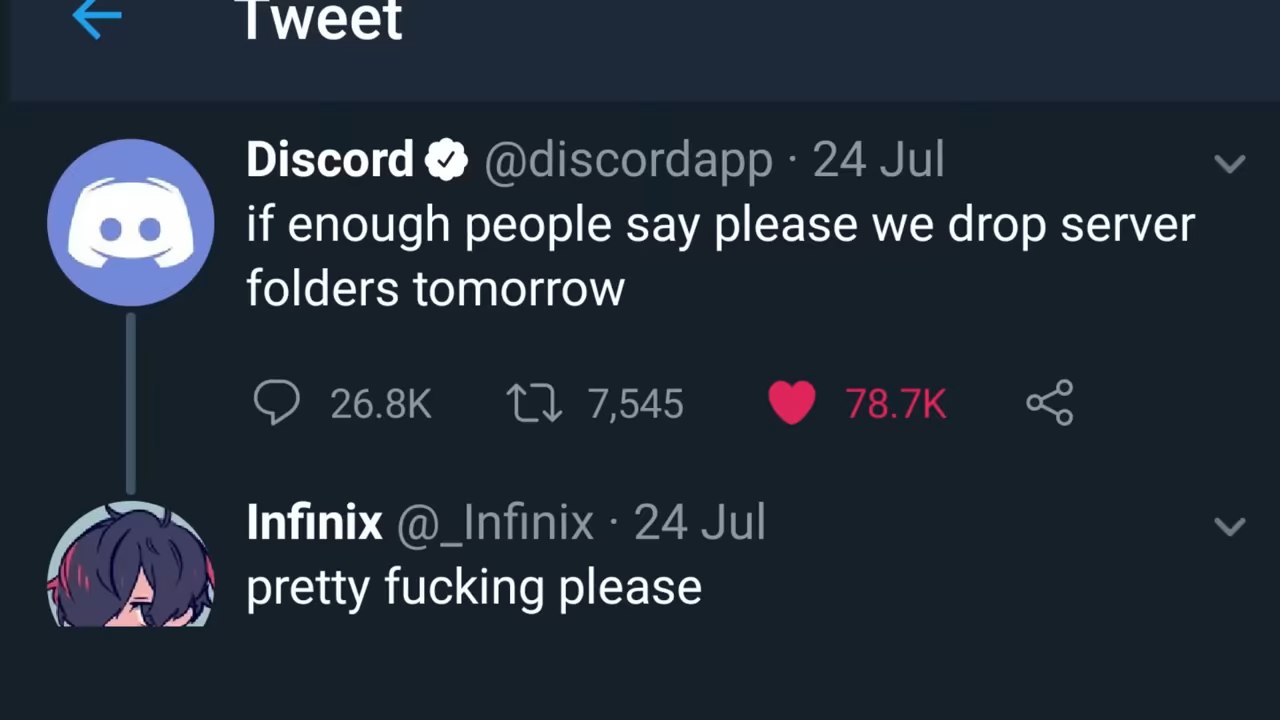 Tweet
Discord @discordapp · 24 Jul
if enough people say please we drop server
folders tomorrow
26.8K 7,545 78.7K
Infinix @_Infinix · 24 Jul
pretty fucking please